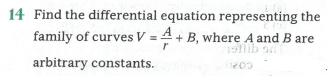 14 Find the differential equation representing the
family of curves V = A/r + B, where A and B are
arbitrary constants.